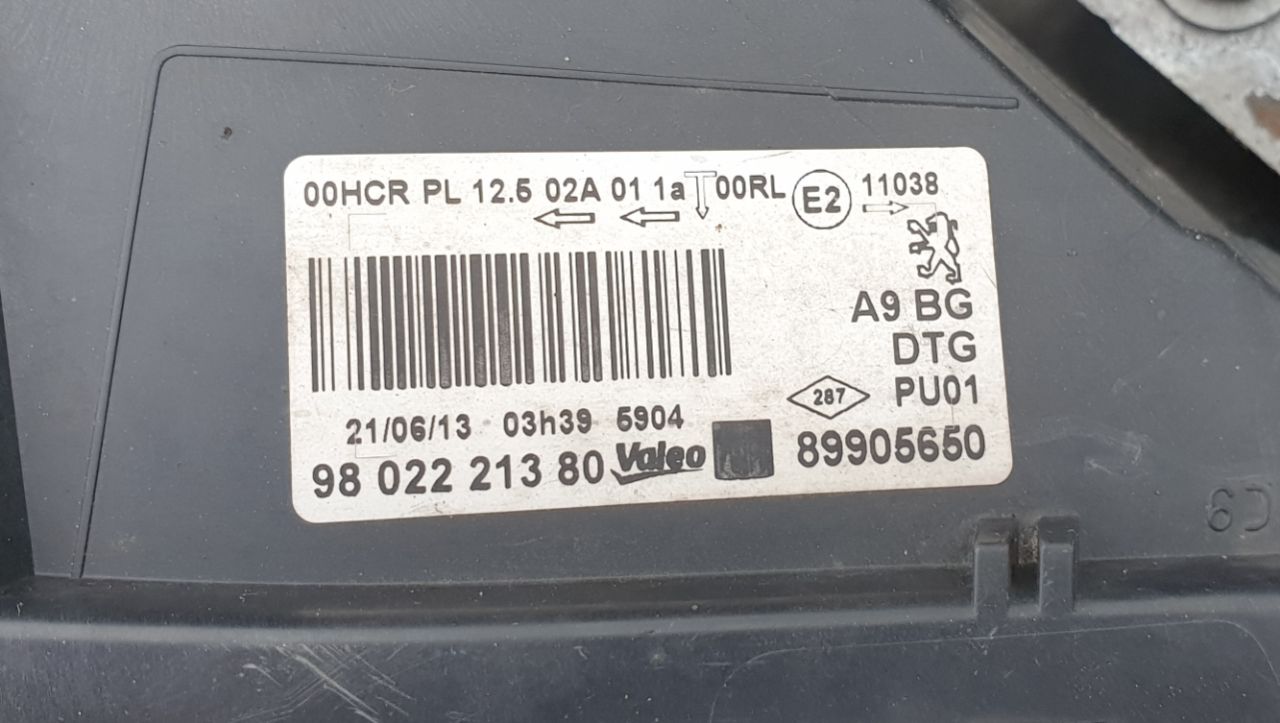 00HCR PL 12.5 02A 01 1a 00RL E2 11038
A9 BG
DTG
287 PU01
21/06/13 03h39 5904
98 022 213 80 Valeo 89905650